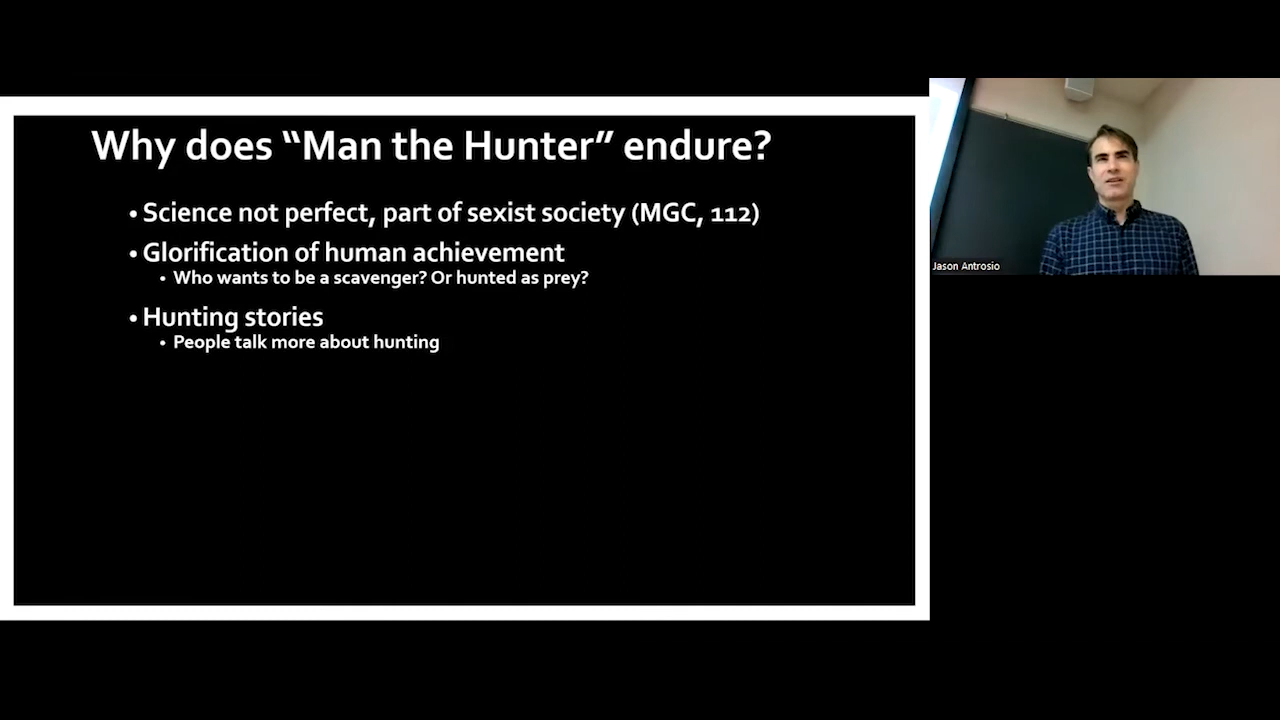 Why does “Man the Hunter” endure?
• Science not perfect, part of sexist society (MGC, 112)
• Glorification of human achievement
• Who wants to be a scavenger? Or hunted as prey?
• Hunting stories
• People talk more about hunting
Jason Antrosio